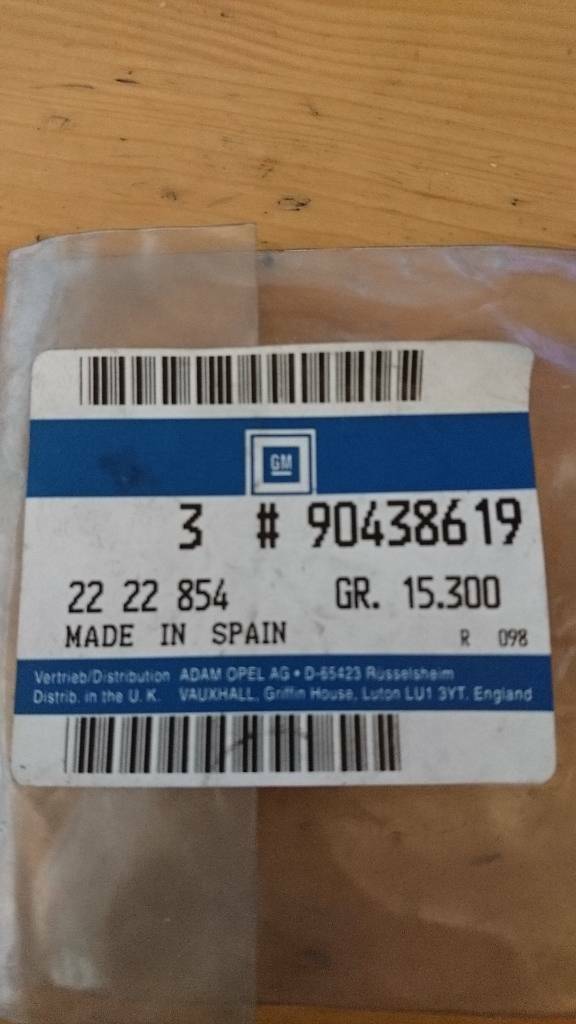 GM
3 # 90438619
22 22 854 GR. 15.300
MADE IN SPAIN R 098
Vertrieb/Distribution ADAM OPEL AG • D-65423 Rüsselsheim
Distrib. in the U. K. VAUXHALL, Griffin House, Luton LU1 3YT. England